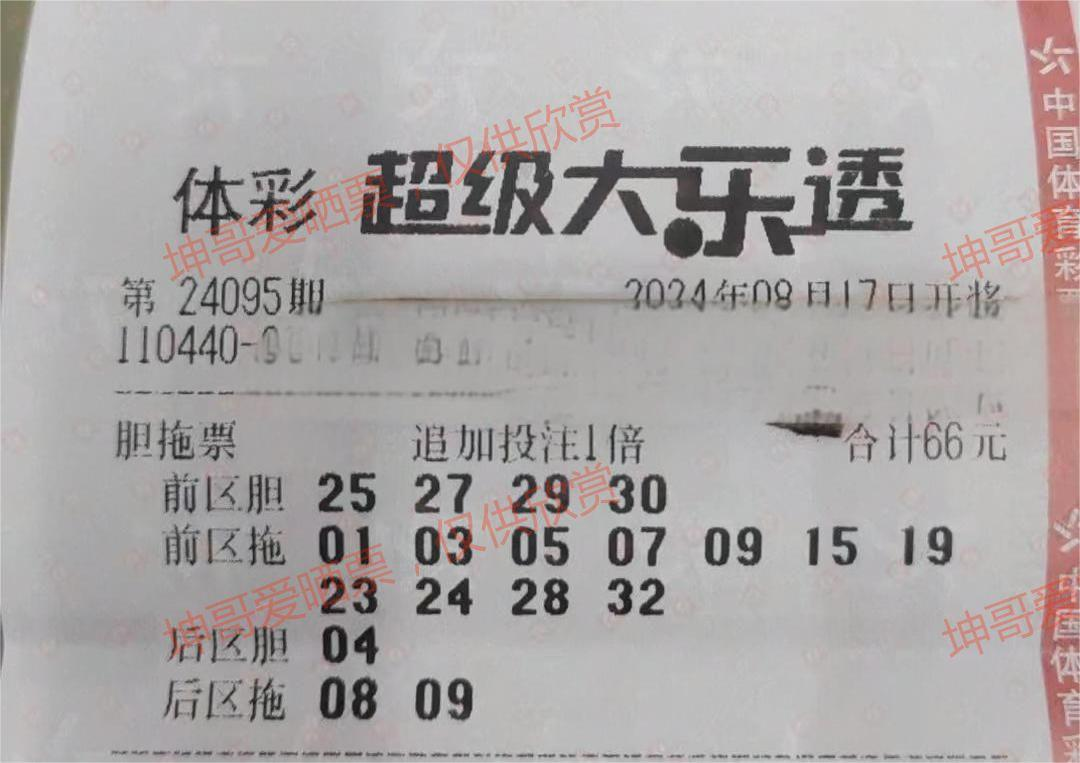 体彩 超级大乐透
第 24095期 2024年08月17日开奖
110440-
胆拖票 追加投注1倍 合计66元
前区胆 25 27 29 30
前区拖 01 03 05 07 09 15 19
23 24 28 32
后区胆 04
后区拖 08 09
中国体育彩
中国体育彩
坤哥爱晒票，仅供欣赏
坤哥爱晒票，仅供欣赏
坤哥爱
坤哥爱